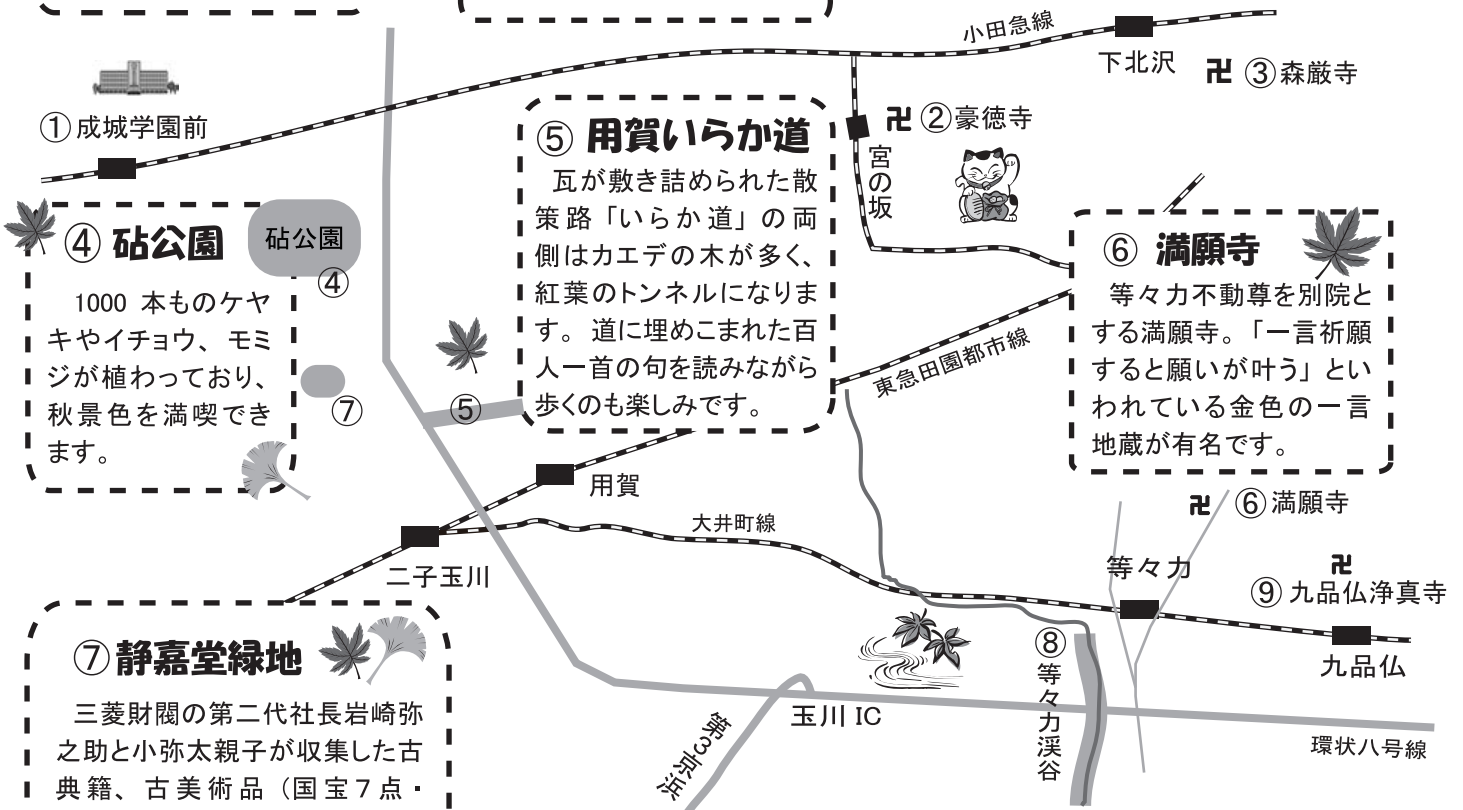 小田急線
下北沢
卍 ③森厳寺
①成城学園前
卍 ②豪徳寺
宮の坂
⑤ 用賀いらか道
瓦が敷き詰められた散
策路「いらか道」の両
側はカエデの木が多く、
紅葉のトンネルになりま
す。道に埋めこまれた百
人一首の句を読みながら
歩くのも楽しみです。
④ 砧公園
1000 本ものケヤ
キやイチョウ、モミ
ジが植わっており、
秋景色を満喫でき
ます。
砧公園
④
⑦
⑤
⑥ 満願寺
等々力不動尊を別院と
する満願寺。「一言祈願
すると願いが叶う」とい
われている金色の一言
地蔵が有名です。
東急田園都市線
用賀
大井町線
二子玉川
卍 ⑥満願寺
等々力
卍
⑨九品仏浄真寺
九品仏
⑦静嘉堂緑地
三菱財閥の第二代社長岩崎弥
之助と小弥太親子が収集した古
典籍、古美術品（国宝７点・
⑧等々力渓谷
玉川 IC
第3京浜
環状八号線